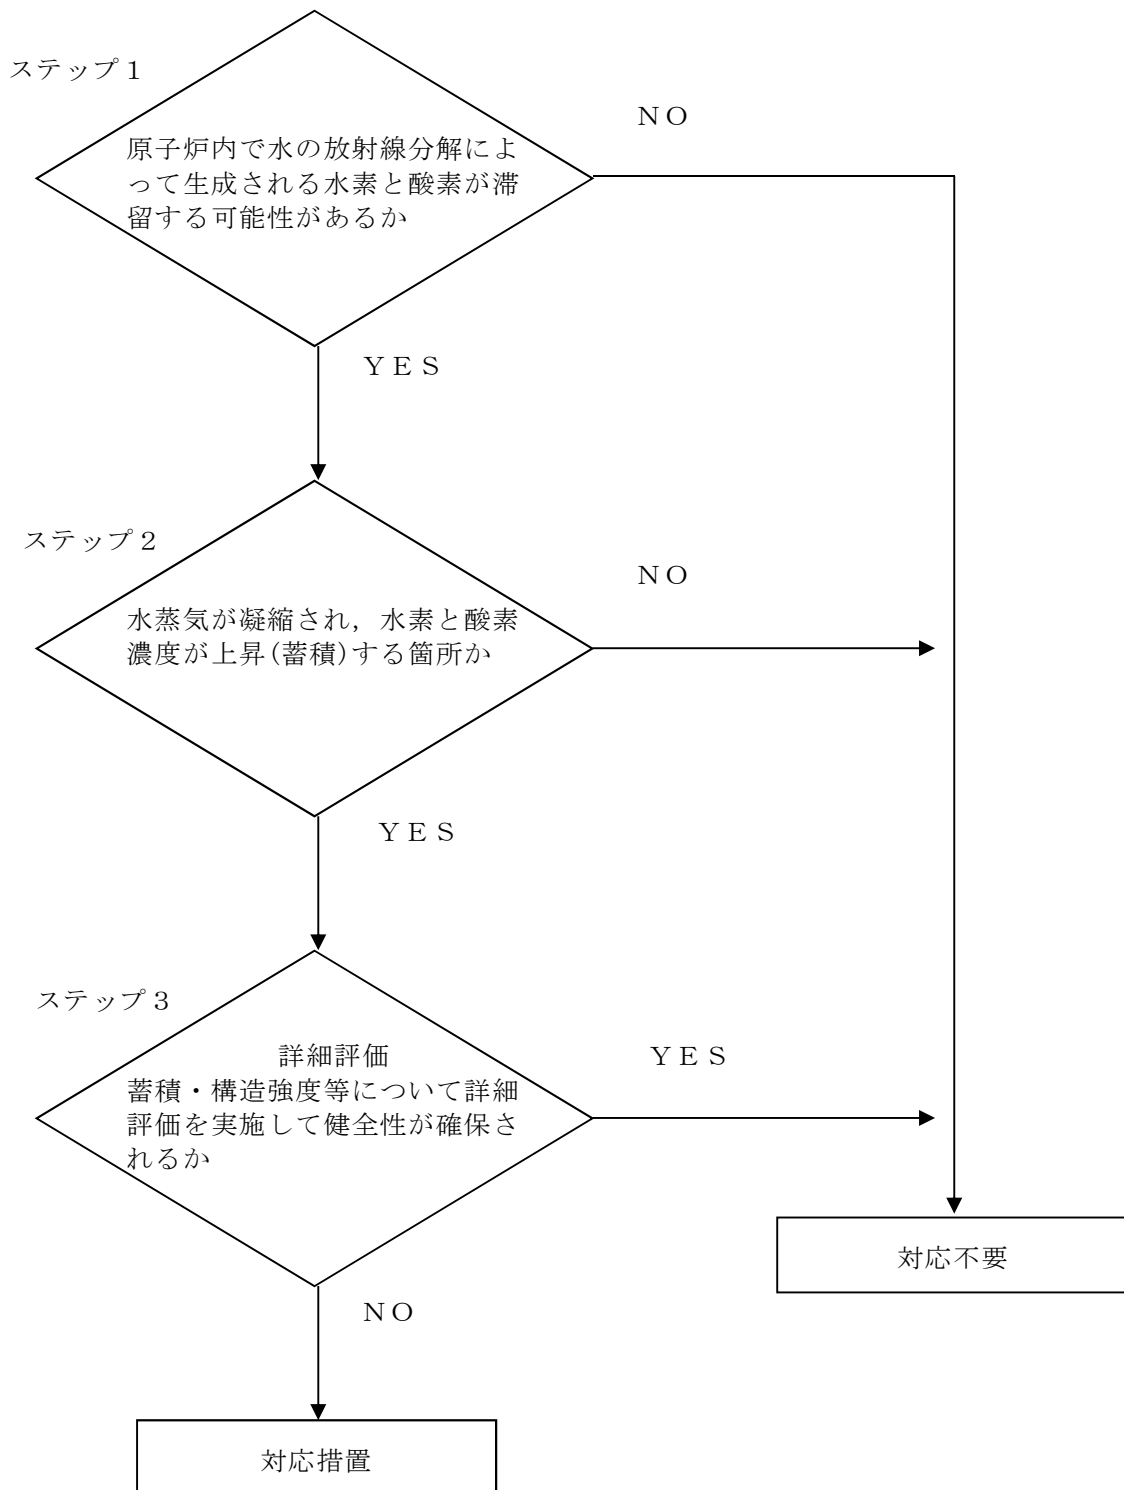 ステップ1
NO
原子炉内で水の放射線分解によ
って生成される水素と酸素が滞
留する可能性があるか
YES
ステップ2
NO
水蒸気が凝縮され,水素と酸素
濃度が上昇(蓄積)する箇所か
YES
ステップ3
詳細評価
YES
蓄積・構造強度等について詳細
評価を実施して健全性が確保さ
れるか
対応不要
NO
対応措置